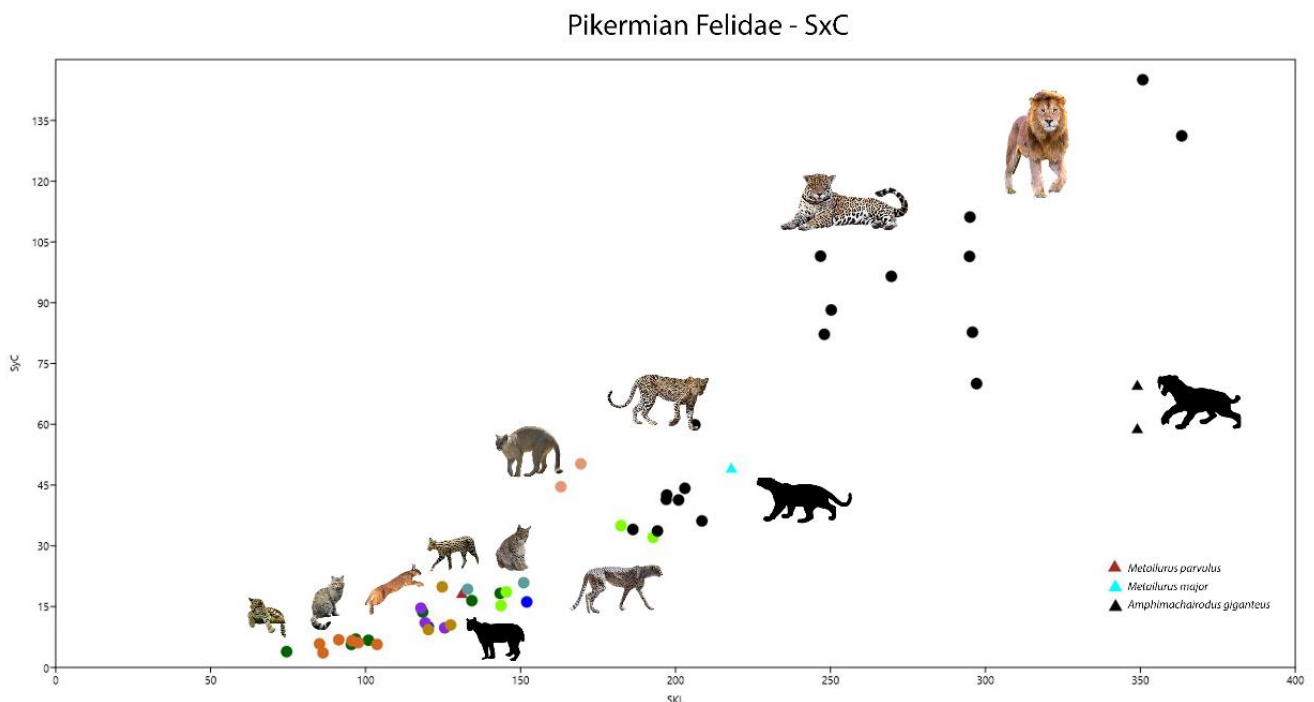 Pikermian Felidae - SxC
135
120
105
90
75
60
45
30
15
0
SyC
0 50 100 150 200 250 300 350 400
Metailurus parvulus
Metailurus major
Amphimachairodus giganteus